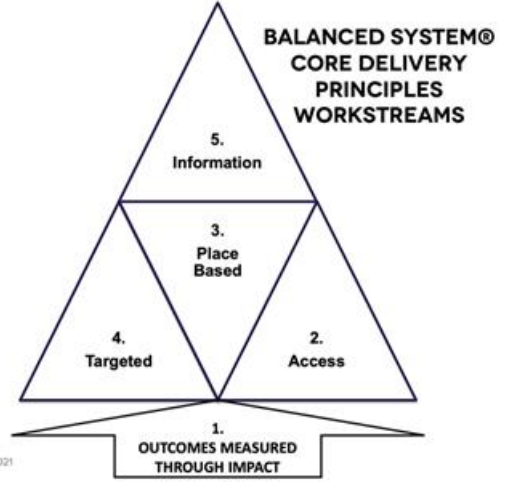 BALANCED SYSTEM®
CORE DELIVERY
PRINCIPLES
WORKSTREAMS
5.
Information
3.
Place
Based
4.
Targeted
2.
Access
1.
OUTCOMES MEASURED
THROUGH IMPACT